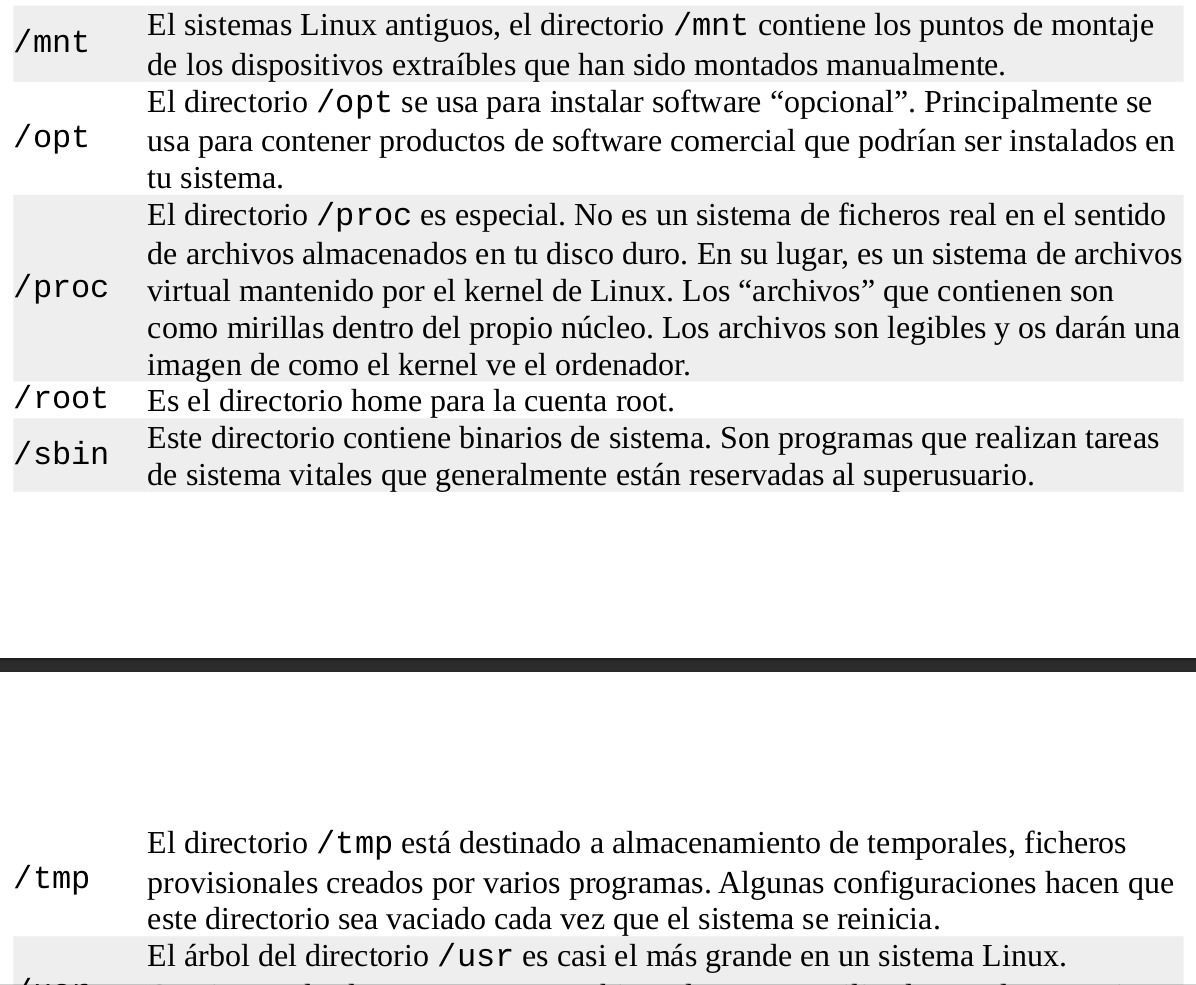 /mnt
El sistemas Linux antiguos, el directorio /mnt contiene los puntos de montaje
de los dispositivos extraíbles que han sido montados manualmente.
/opt
El directorio /opt se usa para instalar software “opcional”. Principalmente se
usa para contener productos de software comercial que podrían ser instalados en
tu sistema.
/proc
El directorio /proc es especial. No es un sistema de ficheros real en el sentido
de archivos almacenados en tu disco duro. En su lugar, es un sistema de archivos
virtual mantenido por el kernel de Linux. Los “archivos” que contienen son
como mirillas dentro del propio núcleo. Los archivos son legibles y os darán una
imagen de como el kernel ve el ordenador.
/root
Es el directorio home para la cuenta root.
/sbin
Este directorio contiene binarios de sistema. Son programas que realizan tareas
de sistema vitales que generalmente están reservadas al superusuario.
/tmp
El directorio /tmp está destinado a almacenamiento de temporales, ficheros
provisionales creados por varios programas. Algunas configuraciones hacen que
este directorio sea vaciado cada vez que el sistema se reinicia.
El árbol del directorio /usr es casi el más grande en un sistema Linux.